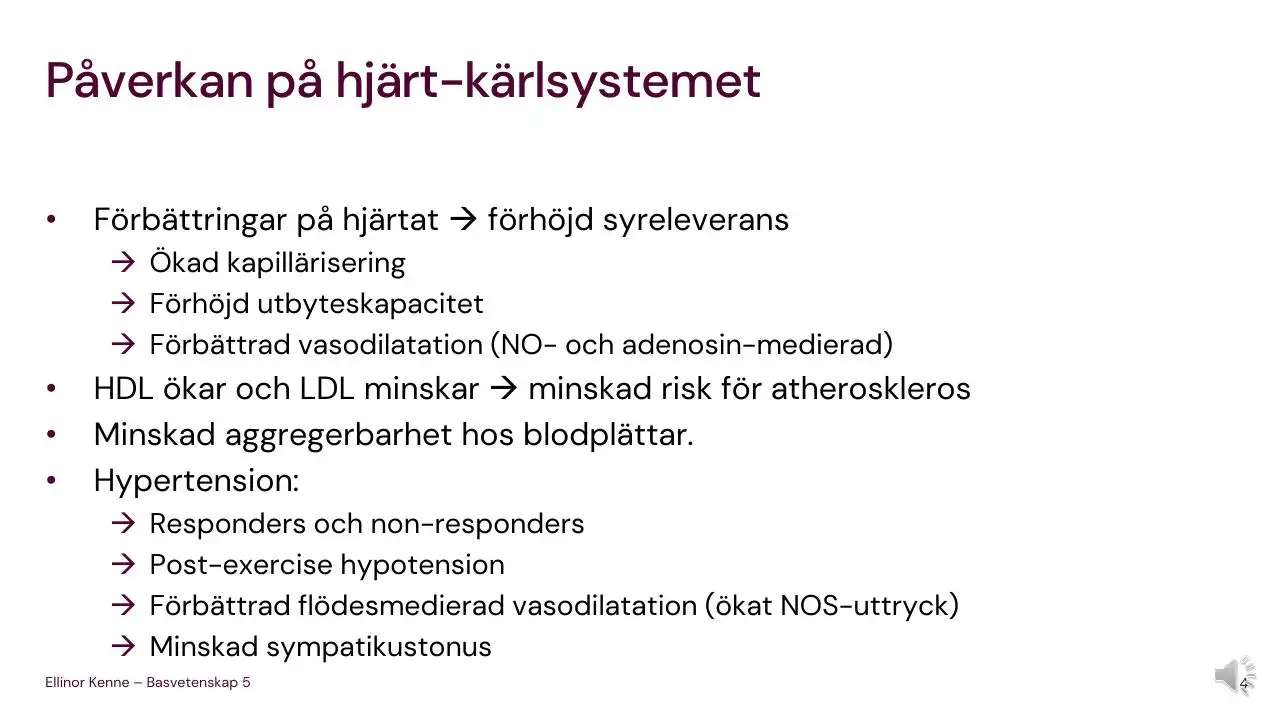 Påverkan på hjärt-kärlsystemet
• Förbättringar på hjärtat → förhöjd syreleverans
→ Ökad kapillärisering
→ Förhöjd utbyteskapacitet
→ Förbättrad vasodilatation (NO- och adenosin-medierad)
• HDL ökar och LDL minskar → minskad risk för atheroskleros
• Minskad aggregerbarhet hos blodplättar.
• Hypertension:
→ Responders och non-responders
→ Post-exercise hypotension
→ Förbättrad flödesmedierad vasodilatation (ökat NOS-uttryck)
→ Minskad sympatikustonus
Ellinor Kenne – Basvetenskap 5
4